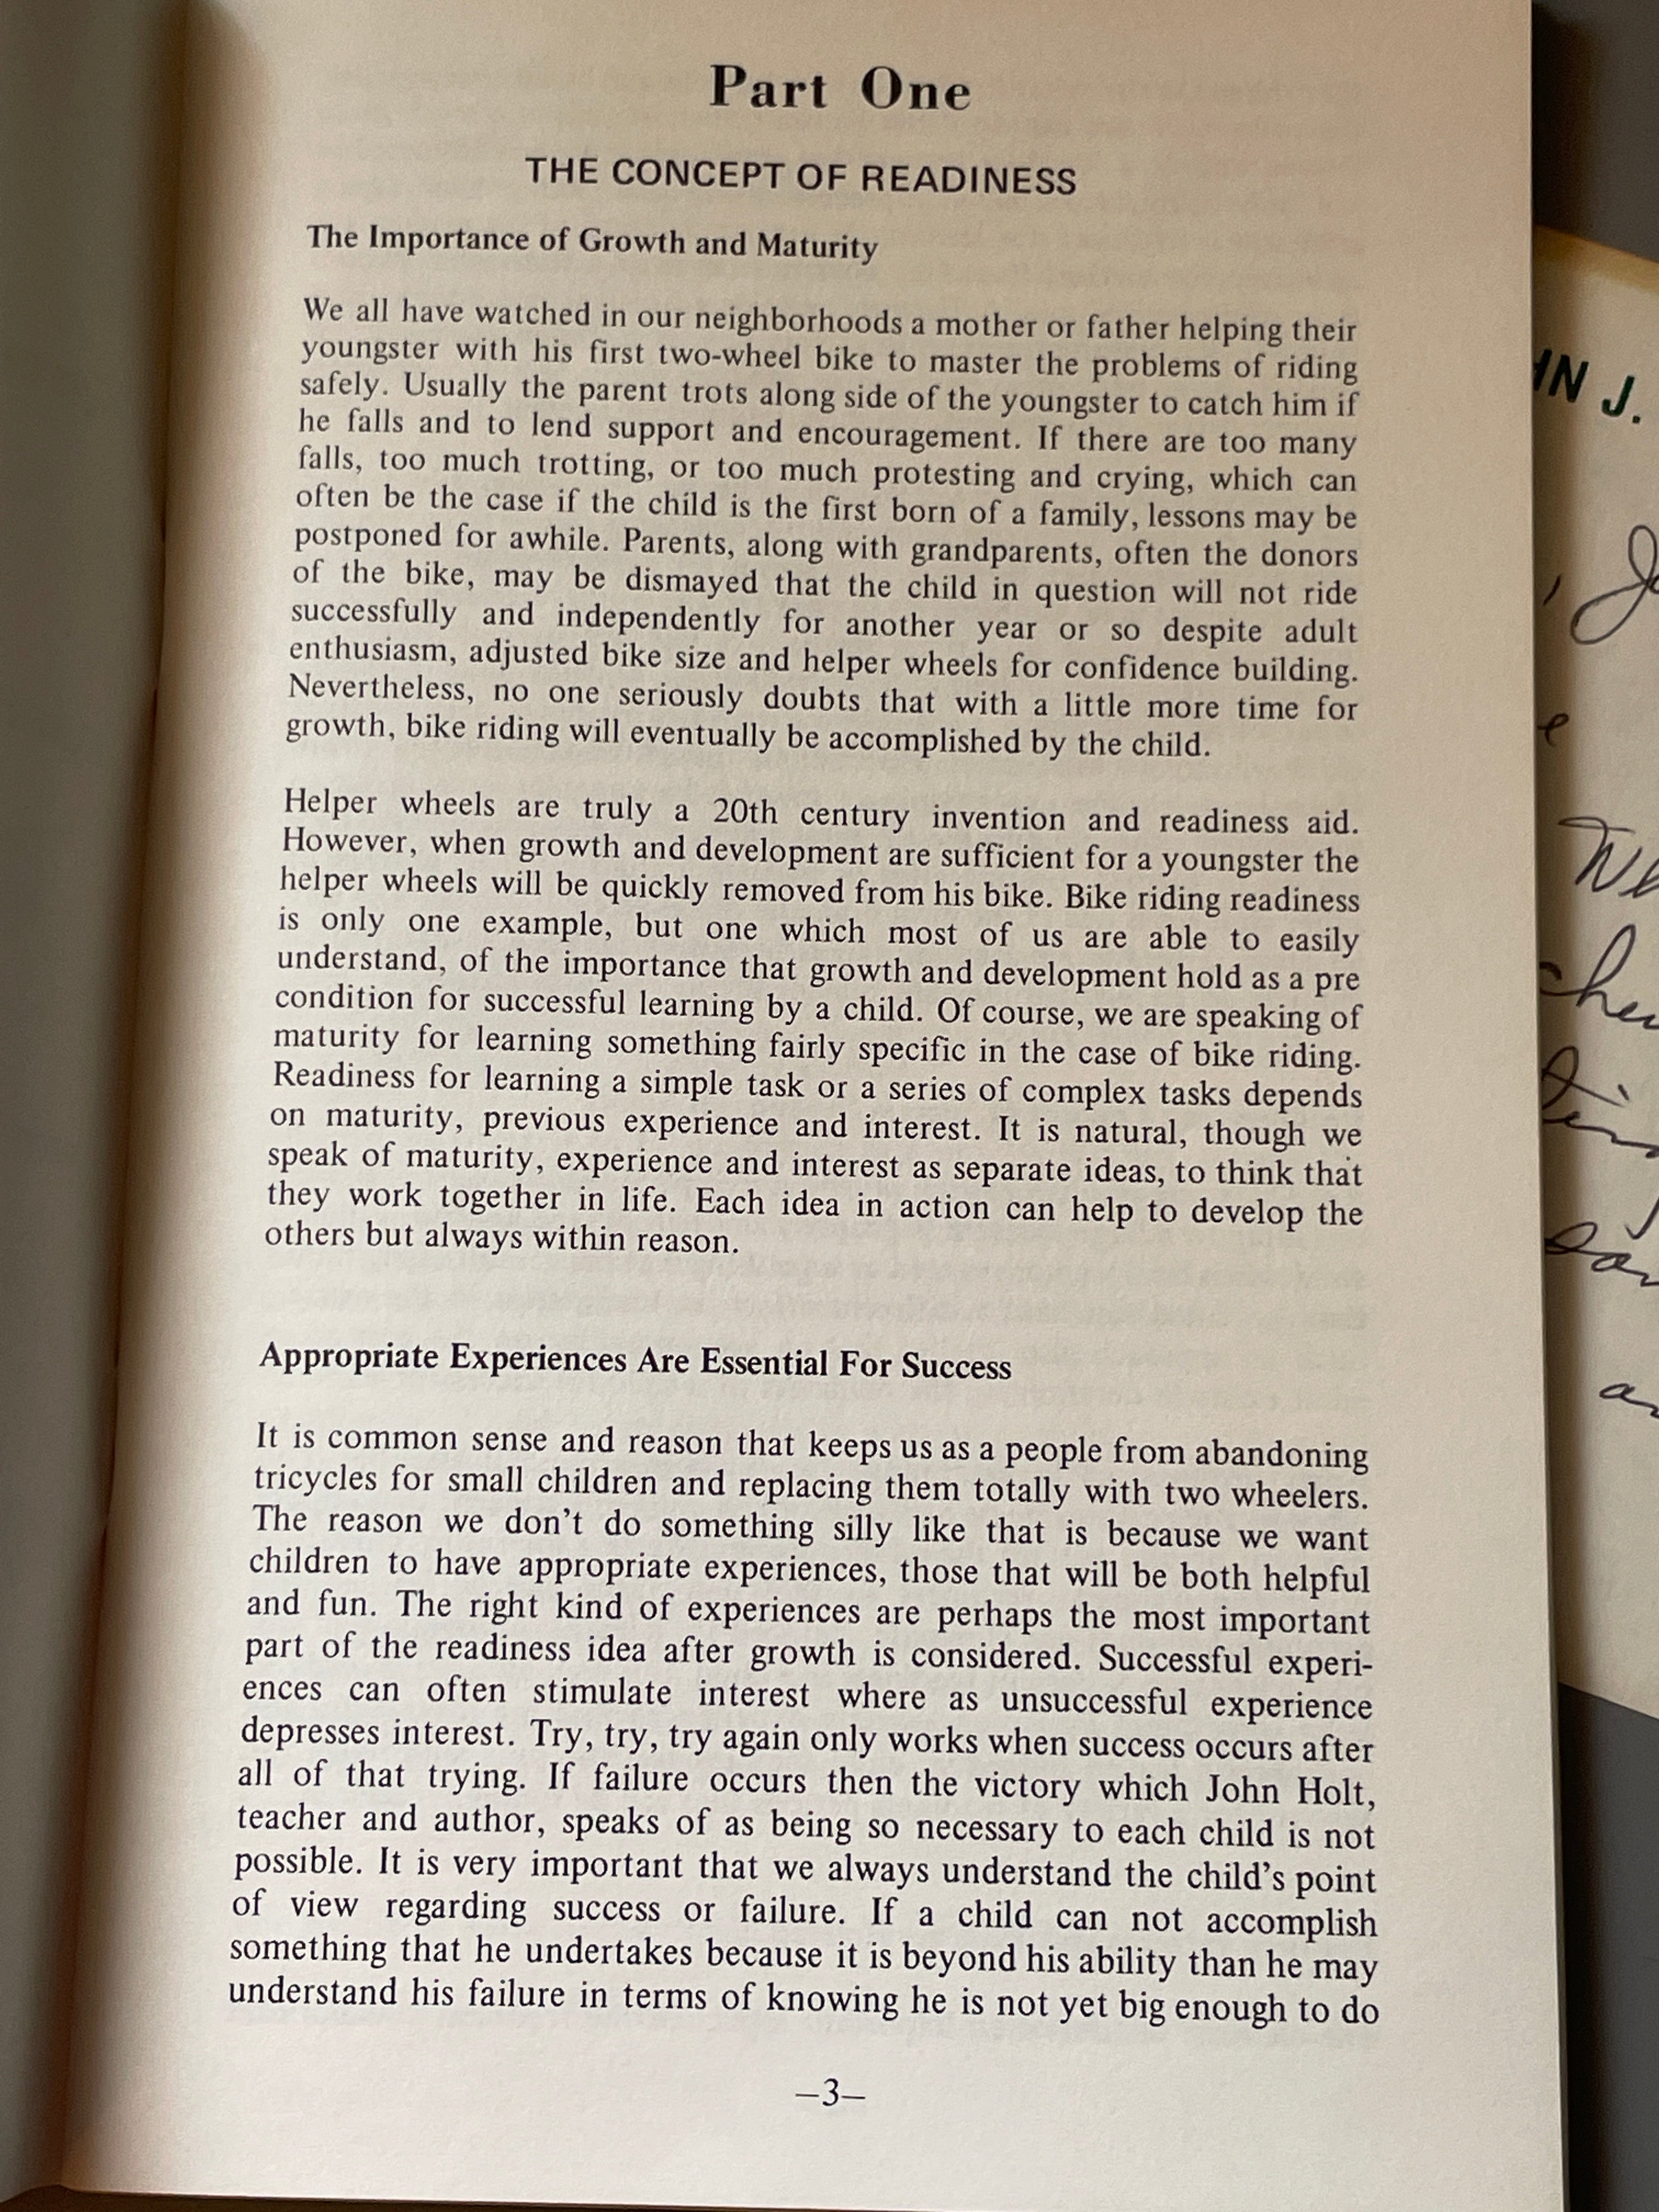 Part One
THE CONCEPT OF READINESS
The Importance of Growth and Maturity
We all have watched in our neighborhoods a mother or father helping their
youngster with his first two-wheel bike to master the problems of riding
safely. Usually the parent trots along side of the youngster to catch him if
he falls and to lend support and encouragement. If there are too many
falls, too much trotting, or too much protesting and crying, which can
often be the case if the child is the first born of a family, lessons may be
postponed for awhile. Parents, along with grandparents, often the donors
of the bike, may be dismayed that the child in question will not ride
successfully and independently for another year or so despite adult
enthusiasm, adjusted bike size and helper wheels for confidence building.
Nevertheless, no one seriously doubts that with a little more time for
growth, bike riding will eventually be accomplished by the child.
Helper wheels are truly a 20th century invention and readiness aid.
However, when growth and development are sufficient for a youngster the
helper wheels will be quickly removed from his bike. Bike riding readiness
is only one example, but one which most of us are able to easily
understand, of the importance that growth and development hold as a pre
condition for successful learning by a child. Of course, we are speaking of
maturity for learning something fairly specific in the case of bike riding.
Readiness for learning a simple task or a series of complex tasks depends
on maturity, previous experience and interest. It is natural, though we
speak of maturity, experience and interest as separate ideas, to think that
they work together in life. Each idea in action can help to develop the
others but always within reason.
Appropriate Experiences Are Essential For Success
It is common sense and reason that keeps us as a people from abandoning
tricycles for small children and replacing them totally with two wheelers.
The reason we don't do something silly like that is because we want
children to have appropriate experiences, those that will be both helpful
and fun. The right kind of experiences are perhaps the most important
part of the readiness idea after growth is considered. Successful experi-
ences can often stimulate interest where as unsuccessful experience
depresses interest. Try, try, try again only works when success occurs after
all of that trying. If failure occurs then the victory which John Holt,
teacher and author, speaks of as being so necessary to each child is not
possible. It is very important that we always understand the child's point
of view regarding success or failure. If a child can not accomplish
something that he undertakes because it is beyond his ability than he may
understand his failure in terms of knowing he is not yet big enough to do
—3—
J.